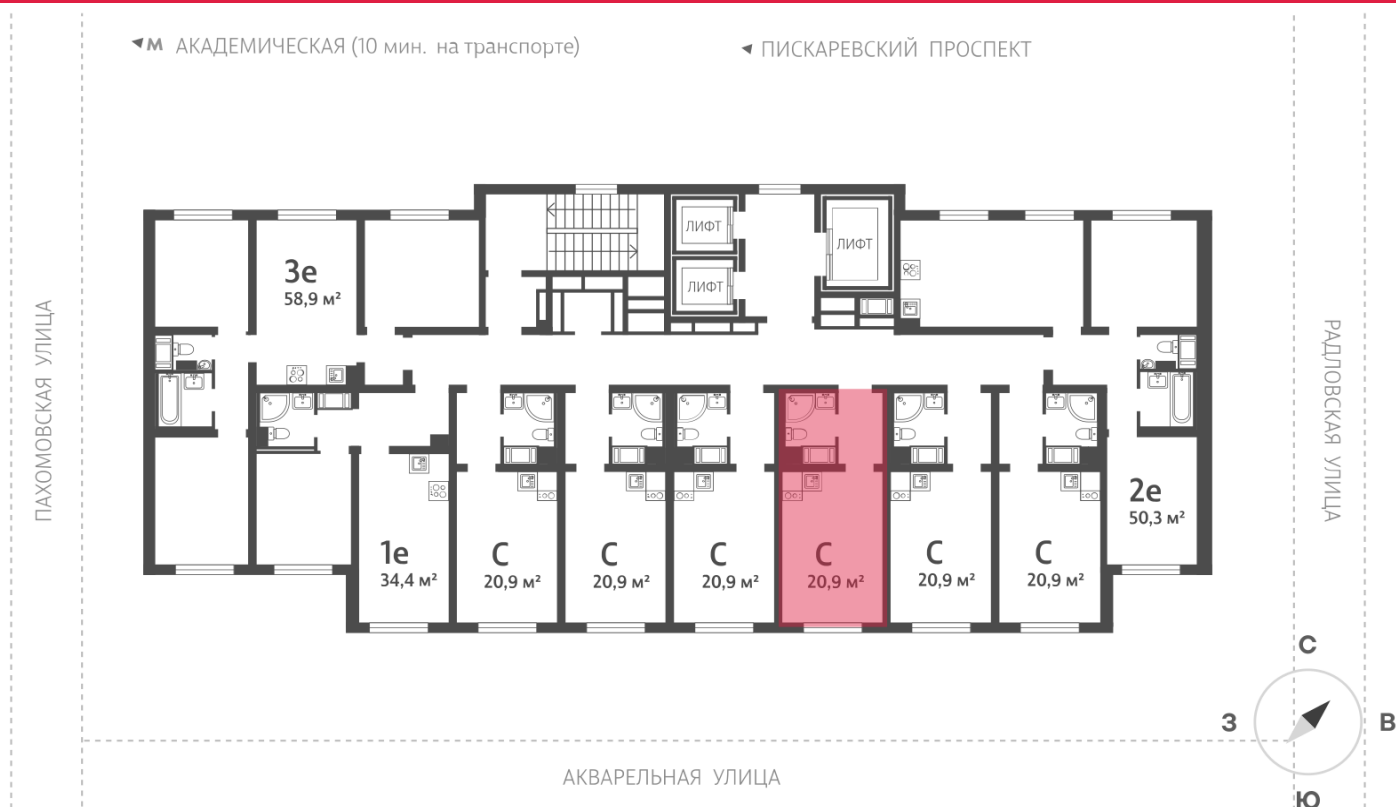 М АКАДЕМИЧЕСКАЯ (10 мин. на транспорте)
ПИСКАРЕВСКИЙ ПРОСПЕКТ
ПАХОМОВСКАЯ УЛИЦА
РАДЛОВСКАЯ УЛИЦА
ЛИФТ
ЛИФТ
ЛИФТ
3е
58,9 м²
2е
50,3 м²
1е
34,4 м²
С
20,9 м²
С
20,9 м²
С
20,9 м²
С
20,9 м²
С
20,9 м²
С
20,9 м²
С
З
В
Ю
АКВАРЕЛЬНАЯ УЛИЦА